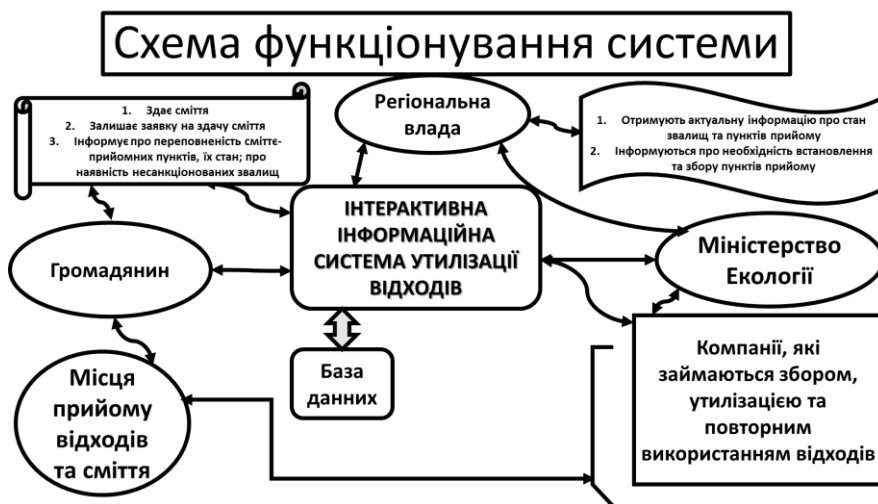 Схема функціонування системи
1. Здає сміття
2. Залишає заявку на здачу сміття
3. Інформує про переповненість сміттє-
прийомних пунктів, їх стан; про
наявність несанкціонованих звалищ
Регіональна
влада
1. Отримують актуальну інформацію про стан
звалищ та пунктів прийому
2. Інформуються про необхідність встановлення
та збору пунктів прийому
ІНТЕРАКТИВНА
ІНФОРМАЦІЙНА
СИСТЕМА УТИЛІЗАЦІЇ
ВІДХОДІВ
Громадянин
Міністерство
Екології
База
данних
Місця
прийому
відходів
та сміття
Компанії, які
займаються збором,
утилізацією та
повторним
використанням відходів